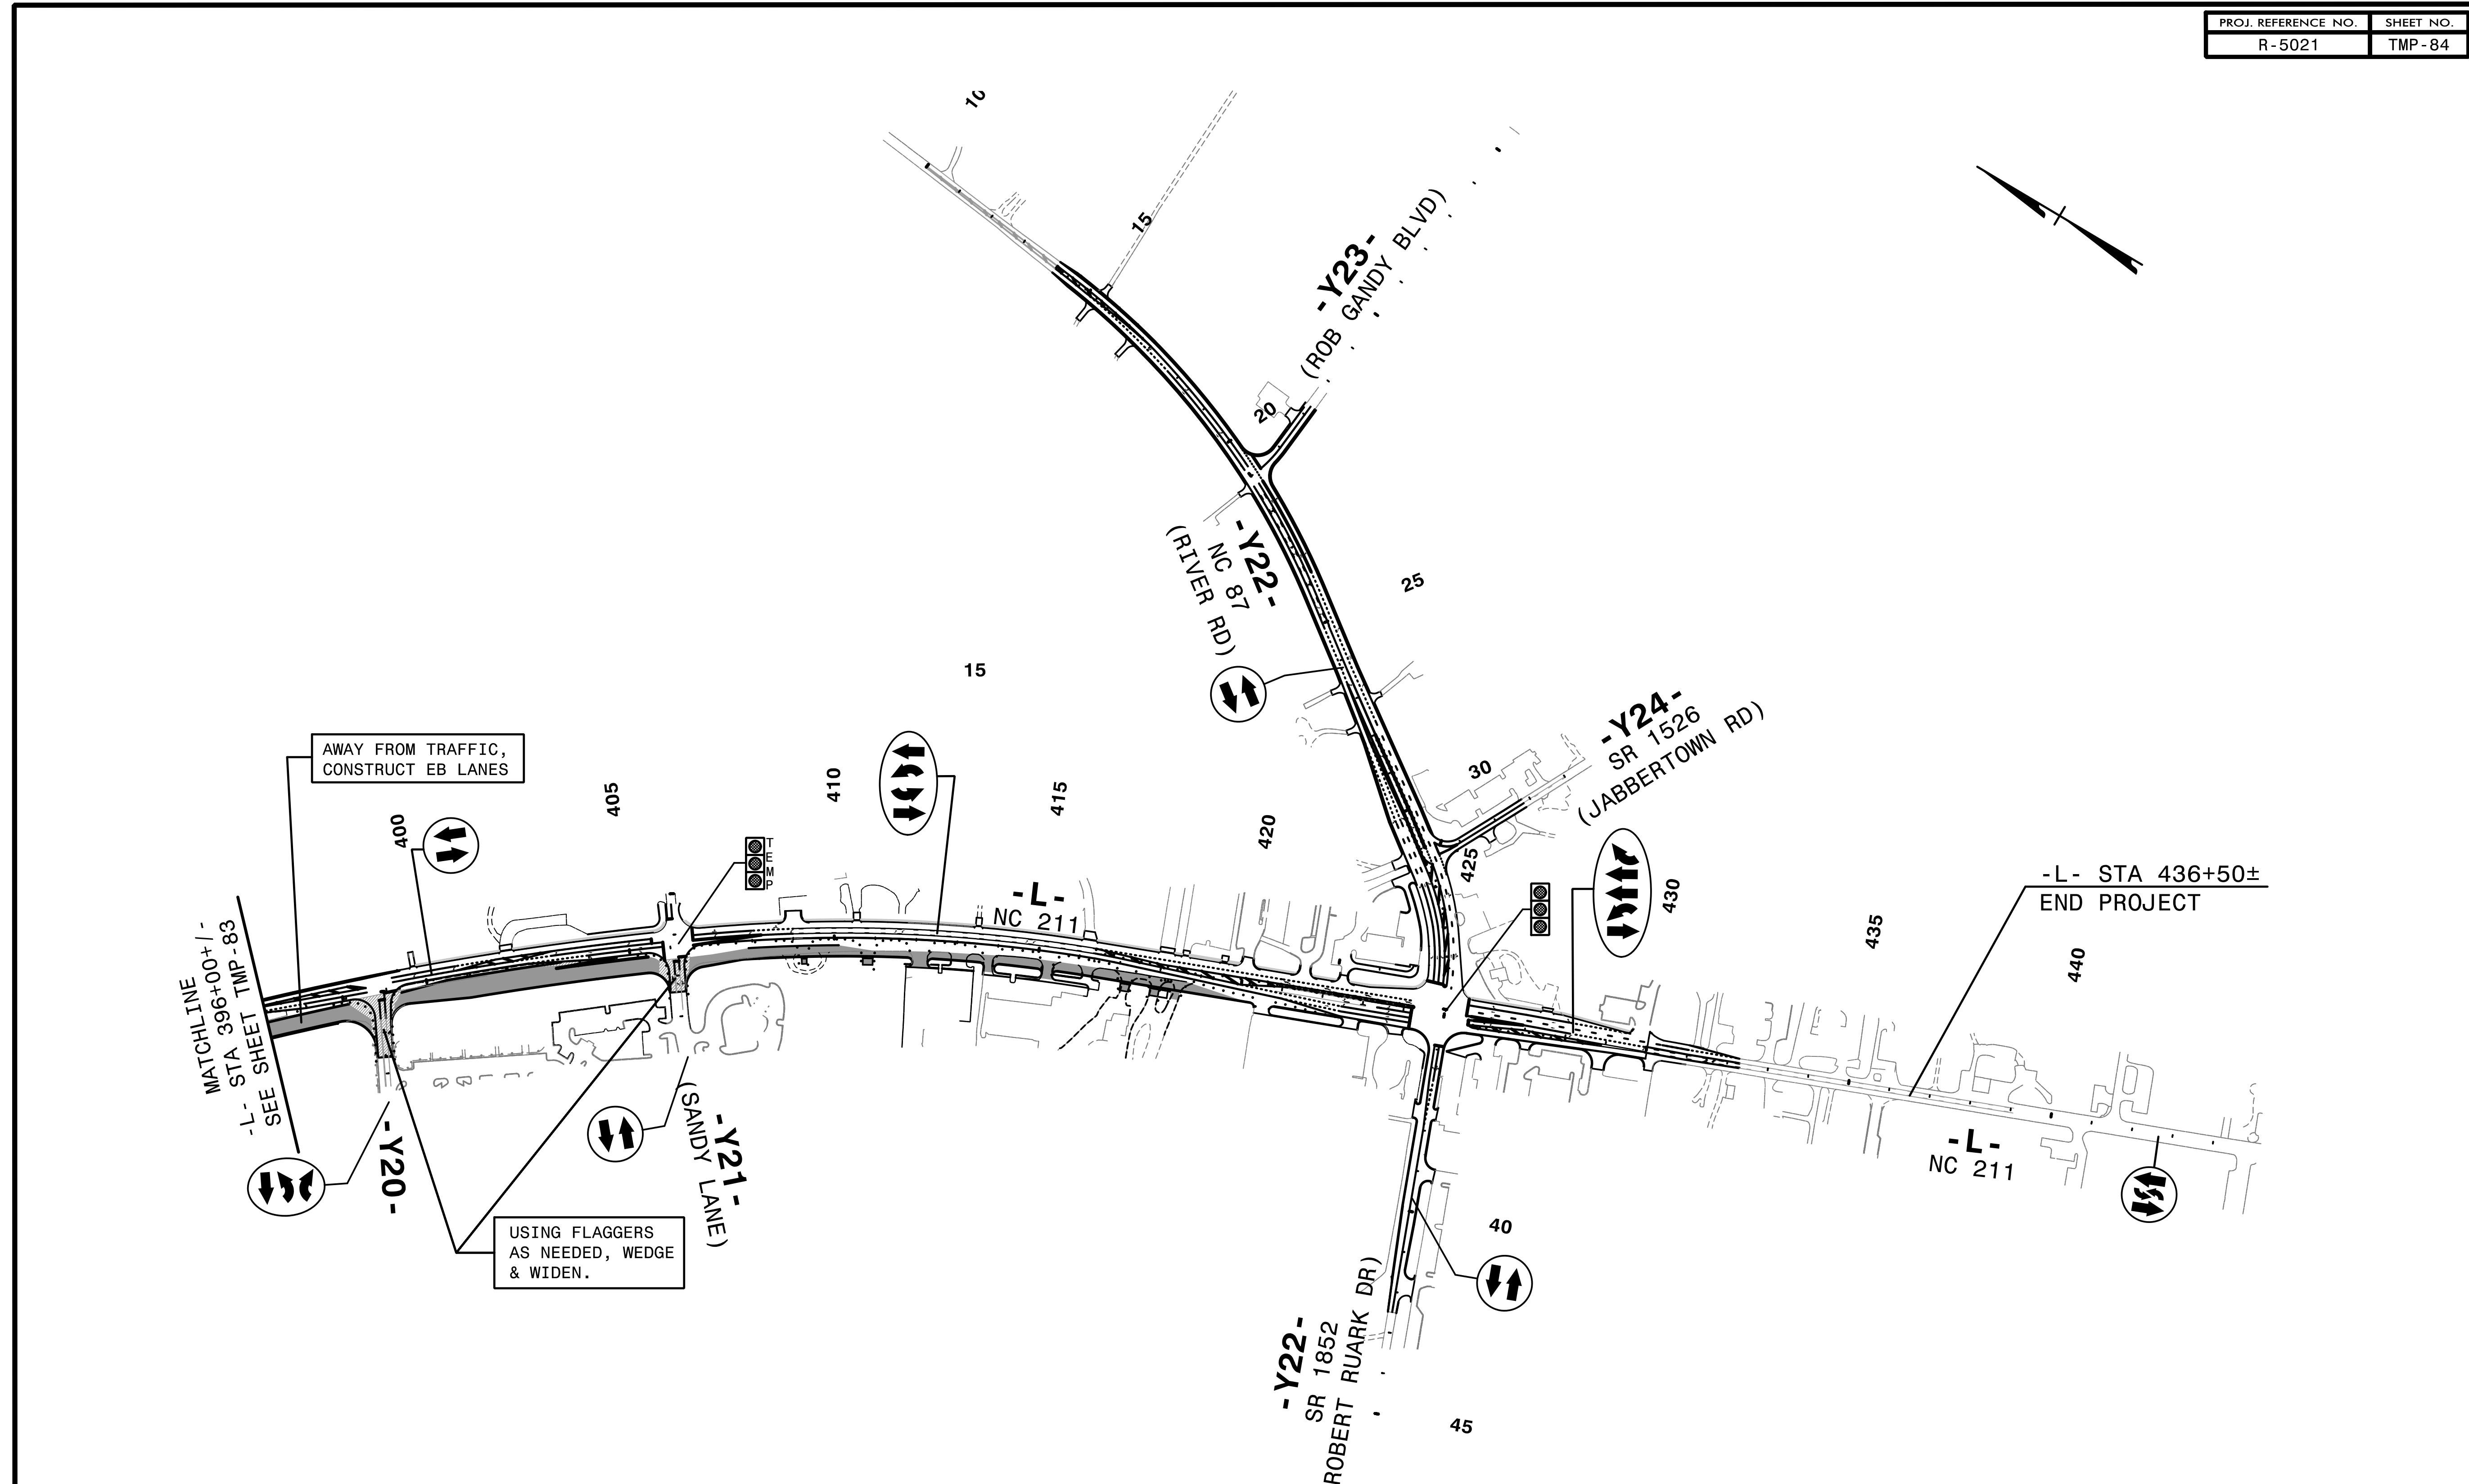 PROJ. REFERENCE NO.
SHEET NO.
R-5021
TMP-84
10
15
-Y23-
(ROB GANDY BLVD)
20
-Y22-
NC 87
(RIVER RD)
25
15
-Y24-
SR 1526
(JABBERTOWN RD)
30
AWAY FROM TRAFFIC,
CONSTRUCT EB LANES
400
405
410
415
420
425
430
435
440
TEMP
-L-
NC 211
-L- STA 436+50±
END PROJECT
MATCHLINE
-L- STA 396+00+/-
SEE SHEET TMP-83
-Y20-
-Y21-
(SANDY LANE)
USING FLAGGERS
AS NEEDED, WEDGE
& WIDEN.
-L-
NC 211
40
-Y22-
SR 1852
ROBERT RUARK DR)
45